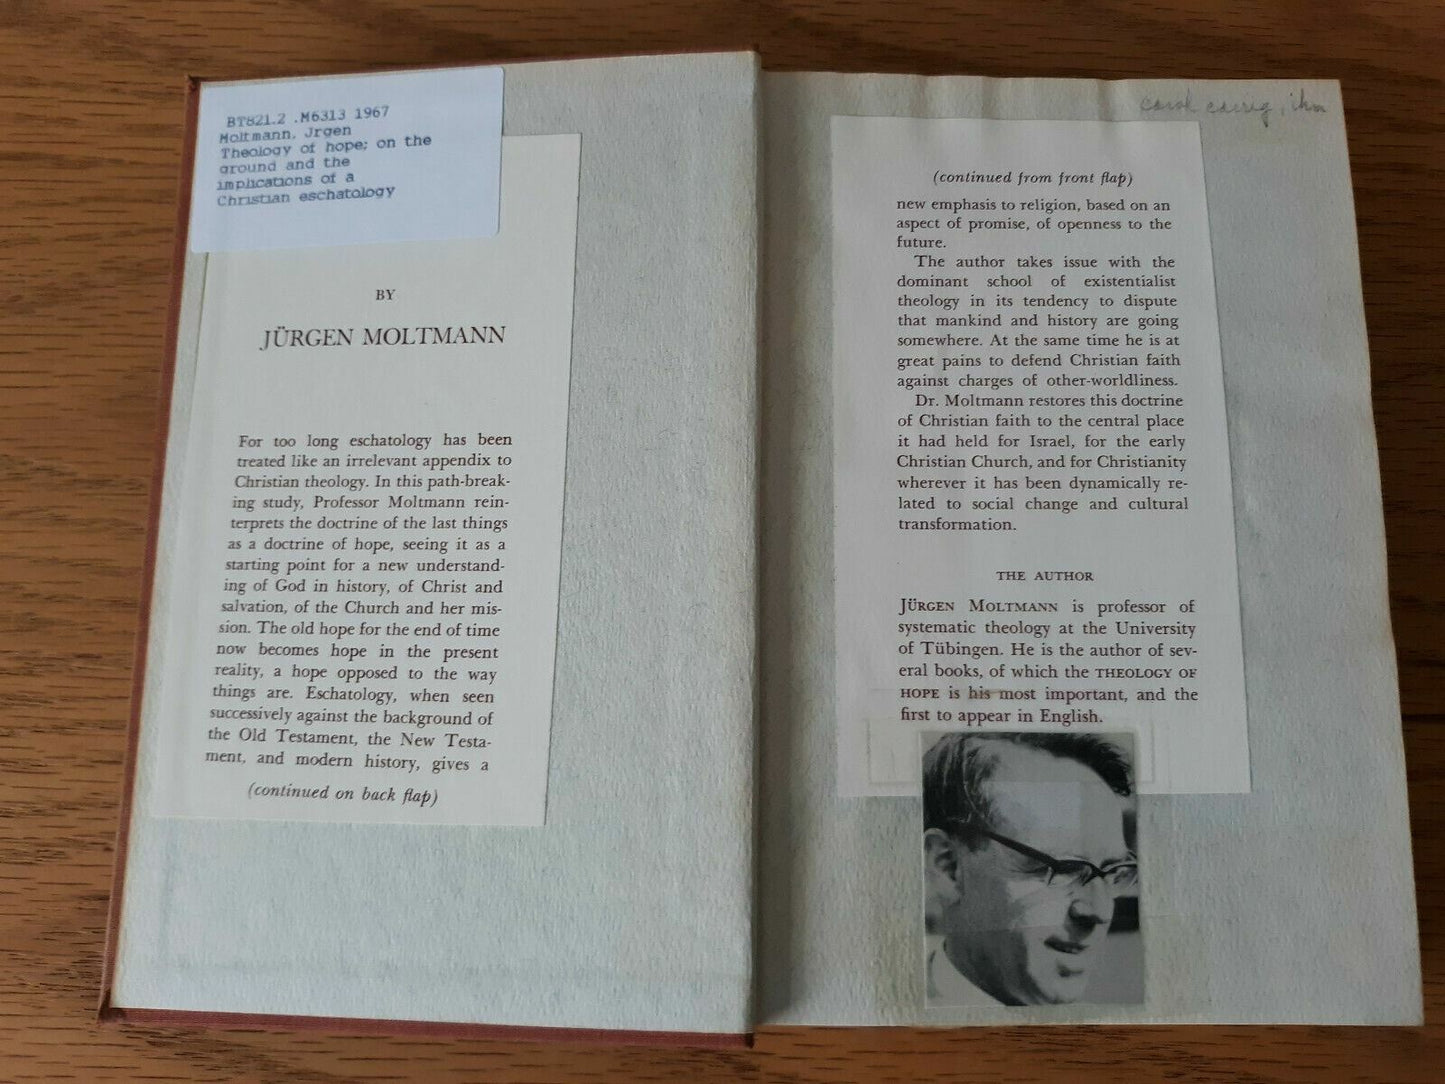 BT821.2 .M6313 1967
Moltmann, Jrgen
Theology of hope; on the
ground and the
implications of a
Christian eschatology
BY
JÜRGEN MOLTMANN
For too long eschatology has been
treated like an irrelevant appendix to
Christian theology. In this path-break-
ing study, Professor Moltmann rein-
terprets the doctrine of the last things
as a doctrine of hope, seeing it as a
starting point for a new understand-
ing of God in history, of Christ and
salvation, of the Church and her mis-
sion. The old hope for the end of time
now becomes hope in the present
reality, a hope opposed to the way
things are. Eschatology, when seen
successively against the background of
the Old Testament, the New Testa-
ment, and modern history, gives a
(continued on back flap)
(continued from front flap)
new emphasis to religion, based on an
aspect of promise, of openness to the
future.
The author takes issue with the
dominant school of existentialist
theology in its tendency to dispute
that mankind and history are going
somewhere. At the same time he is at
great pains to defend Christian faith
against charges of other-worldliness.
Dr. Moltmann restores this doctrine
of Christian faith to the central place
it had held for Israel, for the early
Christian Church, and for Christianity
wherever it has been dynamically re-
lated to social change and cultural
transformation.
THE AUTHOR
JÜRGEN MOLTMANN is professor of
systematic theology at the University
of Tübingen. He is the author of sev-
eral books, of which the THEOLOGY OF
HOPE is his most important, and the
first to appear in English.